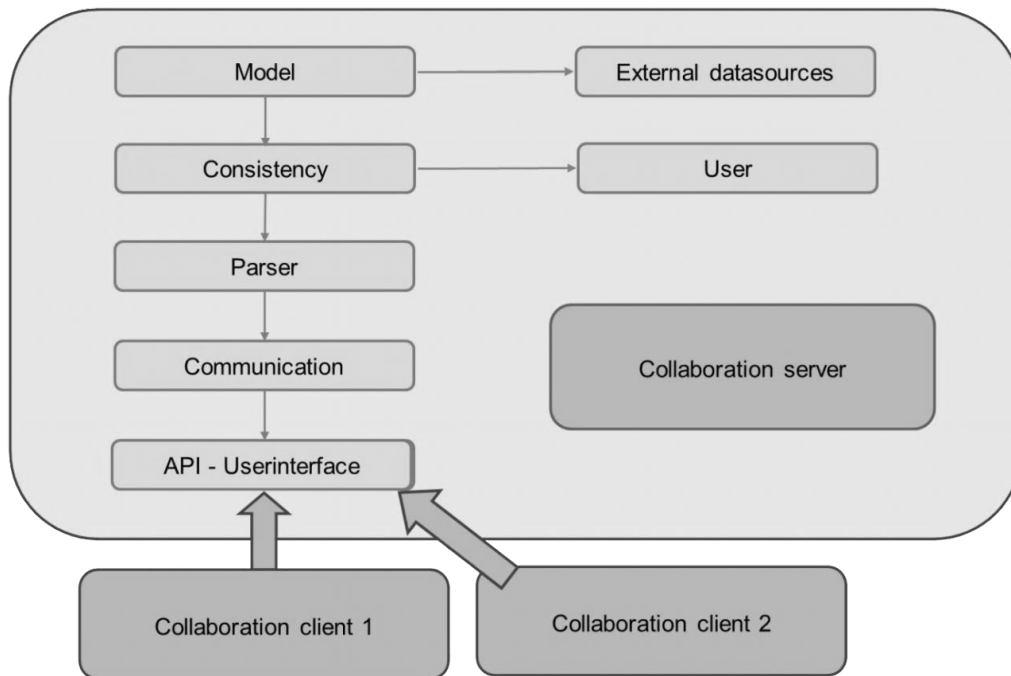 Model
External datasources
Consistency
User
Parser
Communication
Collaboration server
API - Userinterface
Collaboration client 1
Collaboration client 2